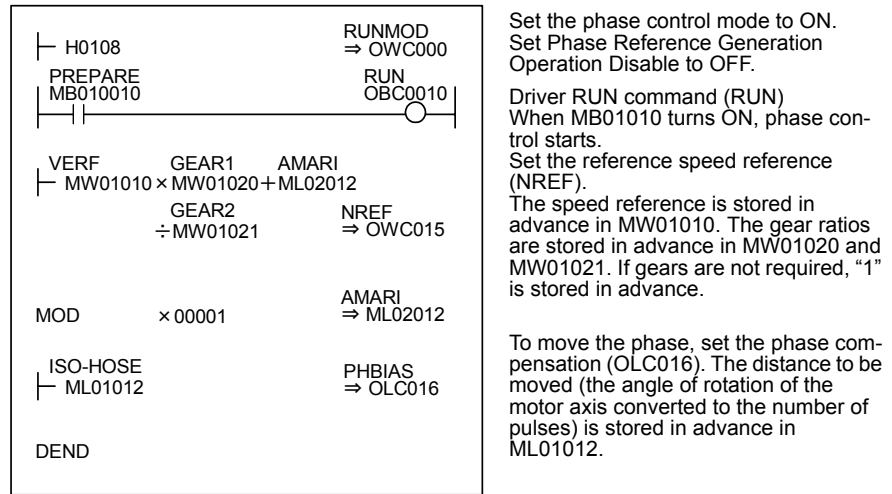 RUNMOD
H0108 ⇒ OWC000
PREPARE RUN
MB010010 OBC0010
VERF GEAR1 AMARI
MW01010 × MW01020 + ML02012
GEAR2 NREF
÷ MW01021 ⇒ OWC015
AMARI
MOD × 00001 ⇒ ML02012
ISO-HOSE PHBIAS
ML01012 ⇒ OLC016
DEND
Set the phase control mode to ON.
Set Phase Reference Generation
Operation Disable to OFF.
Driver RUN command (RUN)
When MB01010 turns ON, phase con-
trol starts.
Set the reference speed reference
(NREF).
The speed reference is stored in
advance in MW01010. The gear ratios
are stored in advance in MW01020 and
MW01021. If gears are not required, “1”
is stored in advance.
To move the phase, set the phase com-
pensation (OLC016). The distance to be
moved (the angle of rotation of the
motor axis converted to the number of
pulses) is stored in advance in
ML01012.